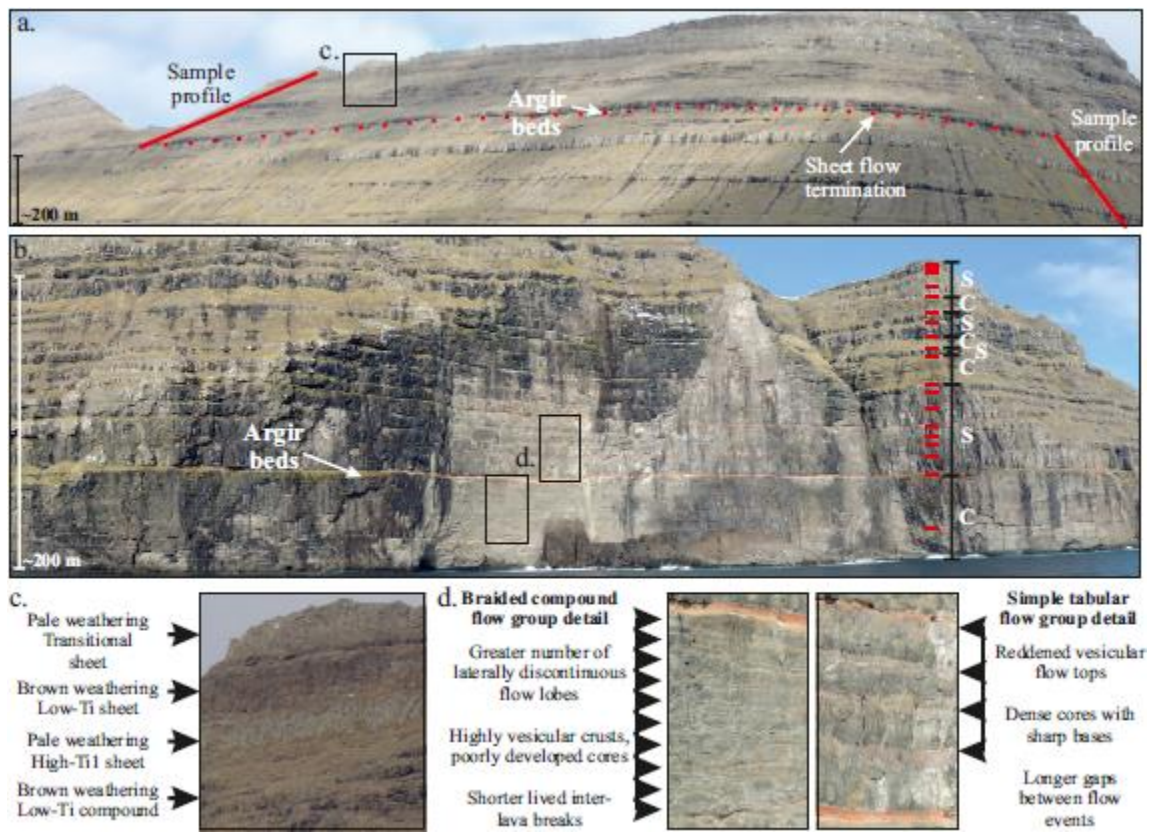 a.
c.
Sample
profile
Argir
beds
Sample
profile
Sheet flow
termination
~200 m
b.
S
C
S
C
S
C
Argir
beds
d.
S
C
~200 m
c.
Pale weathering
Transitional
sheet
Brown weathering
Low-Ti sheet
Pale weathering
High-Ti1 sheet
Brown weathering
Low-Ti compound
d.
Braided compound
flow group detail
Greater number of
laterally discontinuous
flow lobes
Highly vesicular crusts,
poorly developed cores
Shorter lived inter-
lava breaks
Simple tabular
flow group detail
Reddened vesicular
flow tops
Dense cores with
sharp bases
Longer gaps
between flow
events